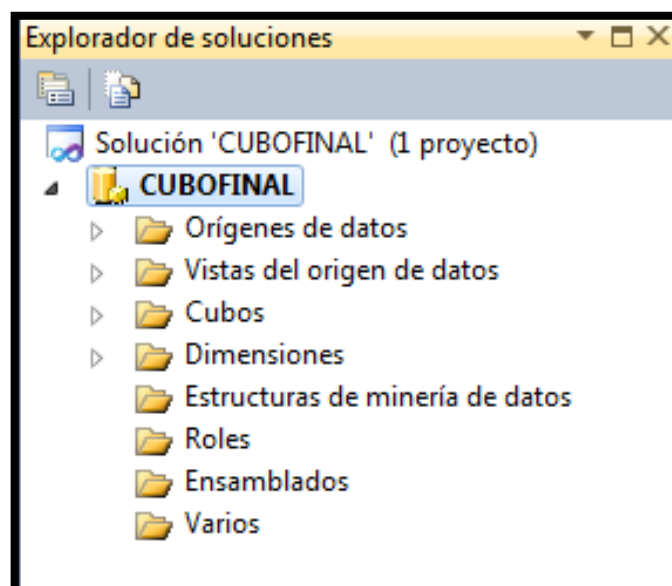 Explorador de soluciones
Solución 'CUBOFINAL' (1 proyecto)
CUBOFINAL
Orígenes de datos
Vistas del origen de datos
Cubos
Dimensiones
Estructuras de minería de datos
Roles
Ensamblados
Varios